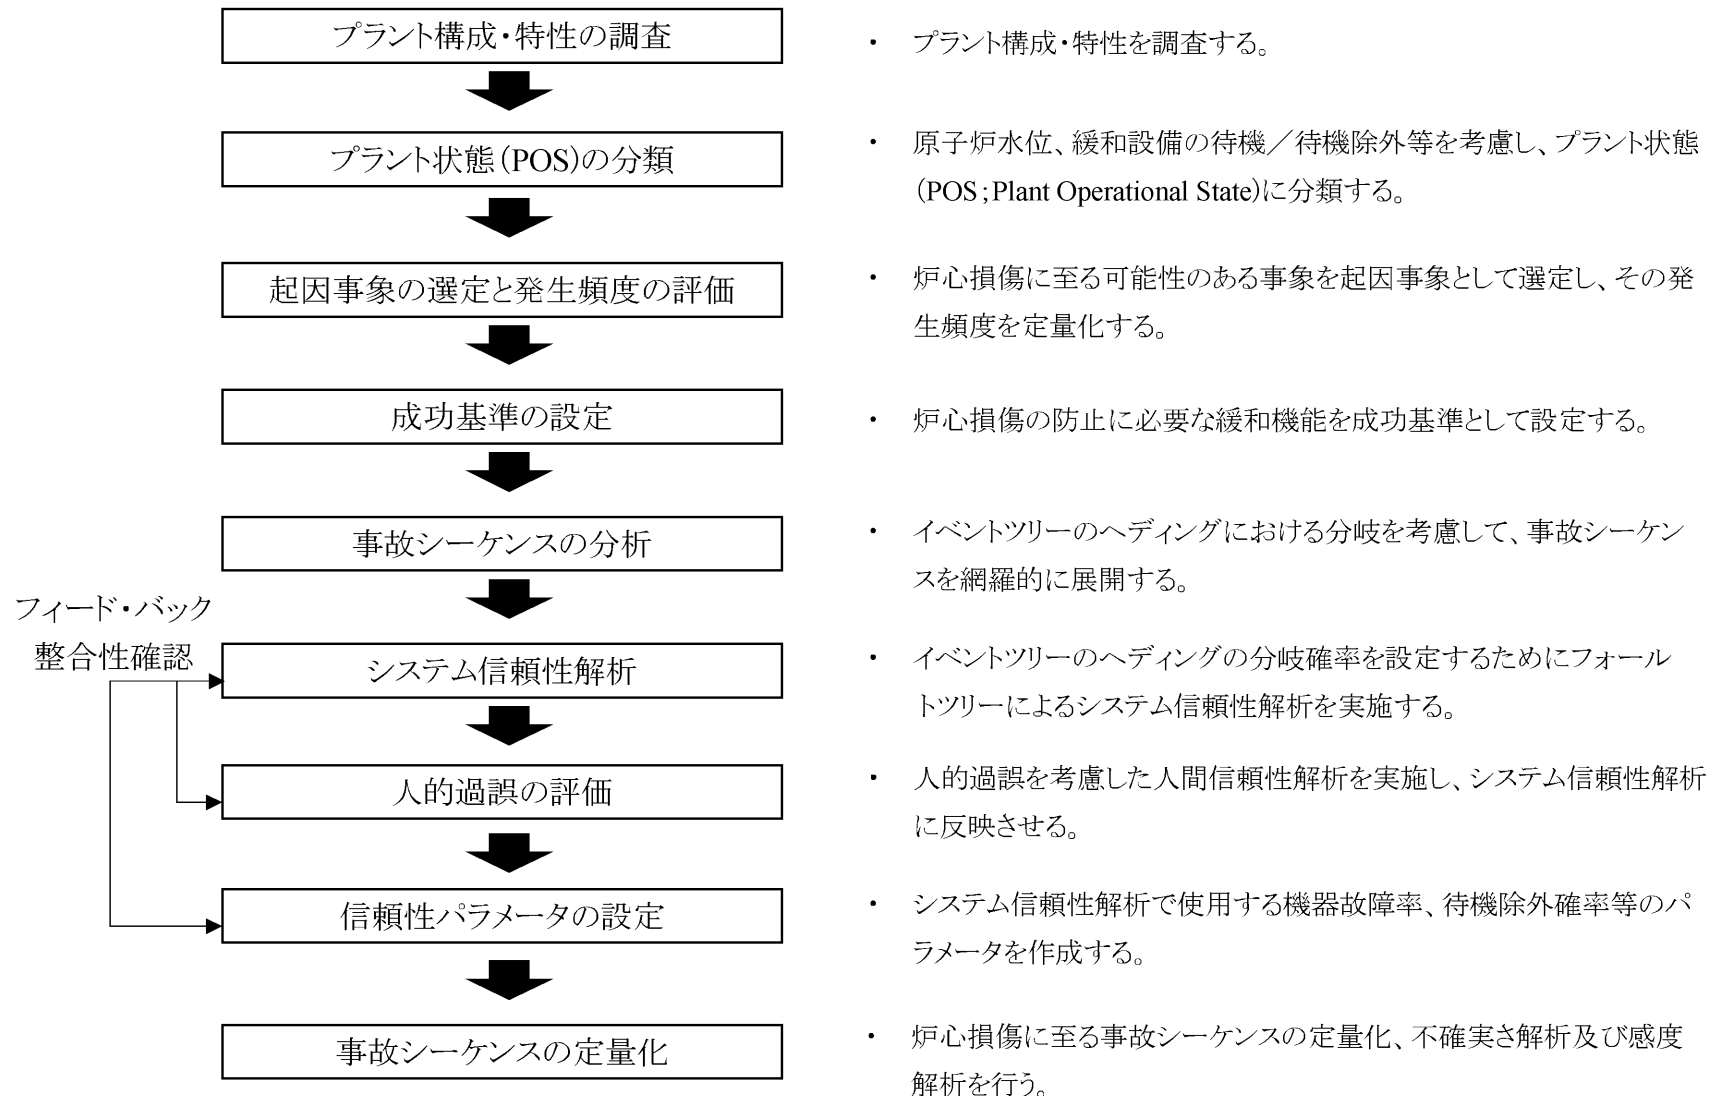 プラント構成・特性の調査
・ プラント構成・特性を調査する。
プラント状態(POS)の分類
・ 原子炉水位、緩和設備の待機／待機除外等を考慮し、プラント状態
(POS;Plant Operational State)に分類する。
起因事象の選定と発生頻度の評価
・ 炉心損傷に至る可能性のある事象を起因事象として選定し、その発
生頻度を定量化する。
成功基準の設定
・ 炉心損傷の防止に必要な緩和機能を成功基準として設定する。
事故シーケンスの分析
・ イベントツリーのヘディングにおける分岐を考慮して、事故シーケン
スを網羅的に展開する。
フィード・バック
整合性確認
システム信頼性解析
・ イベントツリーのヘディングの分岐確率を設定するためにフォール
トツリーによるシステム信頼性解析を実施する。
人的過誤の評価
・ 人的過誤を考慮した人間信頼性解析を実施し、システム信頼性解析
に反映させる。
信頼性パラメータの設定
・ システム信頼性解析で使用する機器故障率、待機除外確率等のパ
ラメータを作成する。
事故シーケンスの定量化
・ 炉心損傷に至る事故シーケンスの定量化、不確実さ解析及び感度
解析を行う。